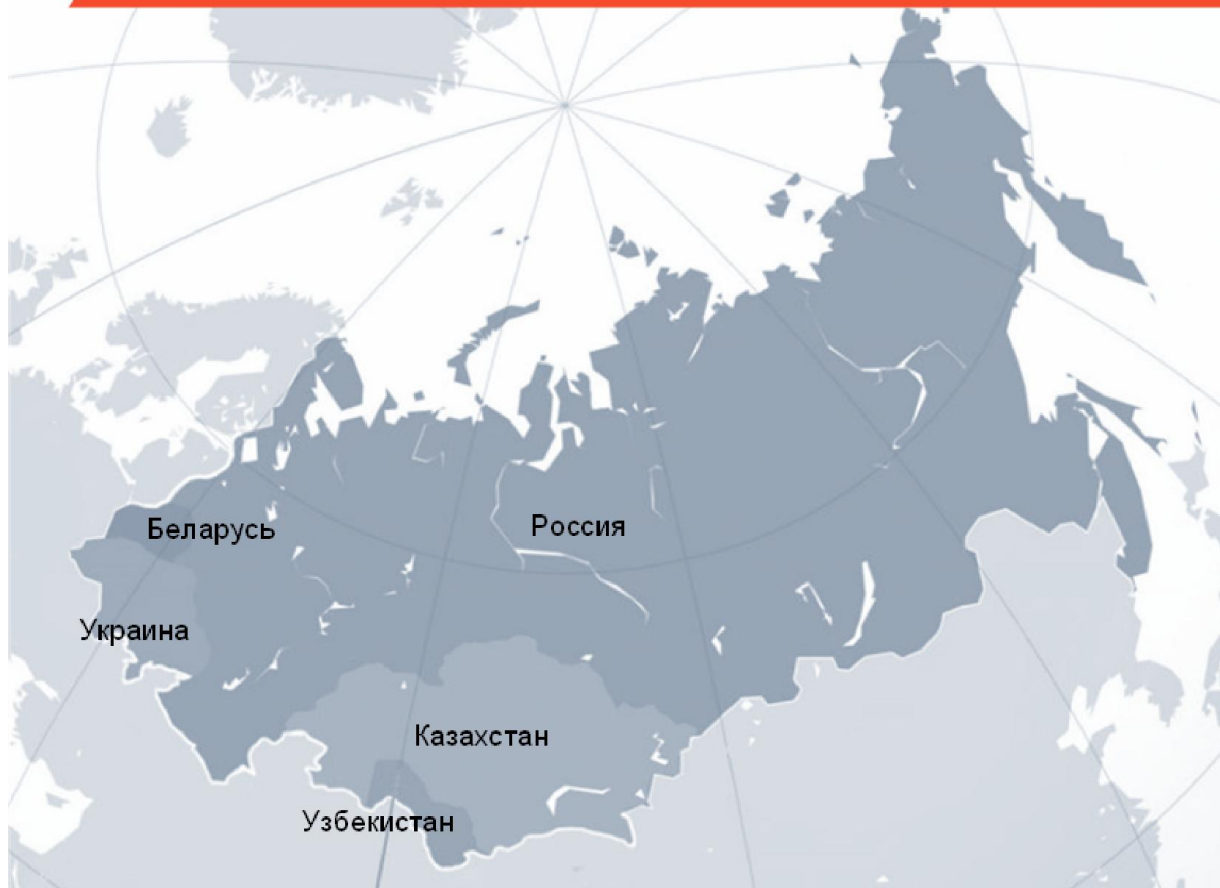 Беларусь
Россия
Украина
Казахстан
Узбекистан